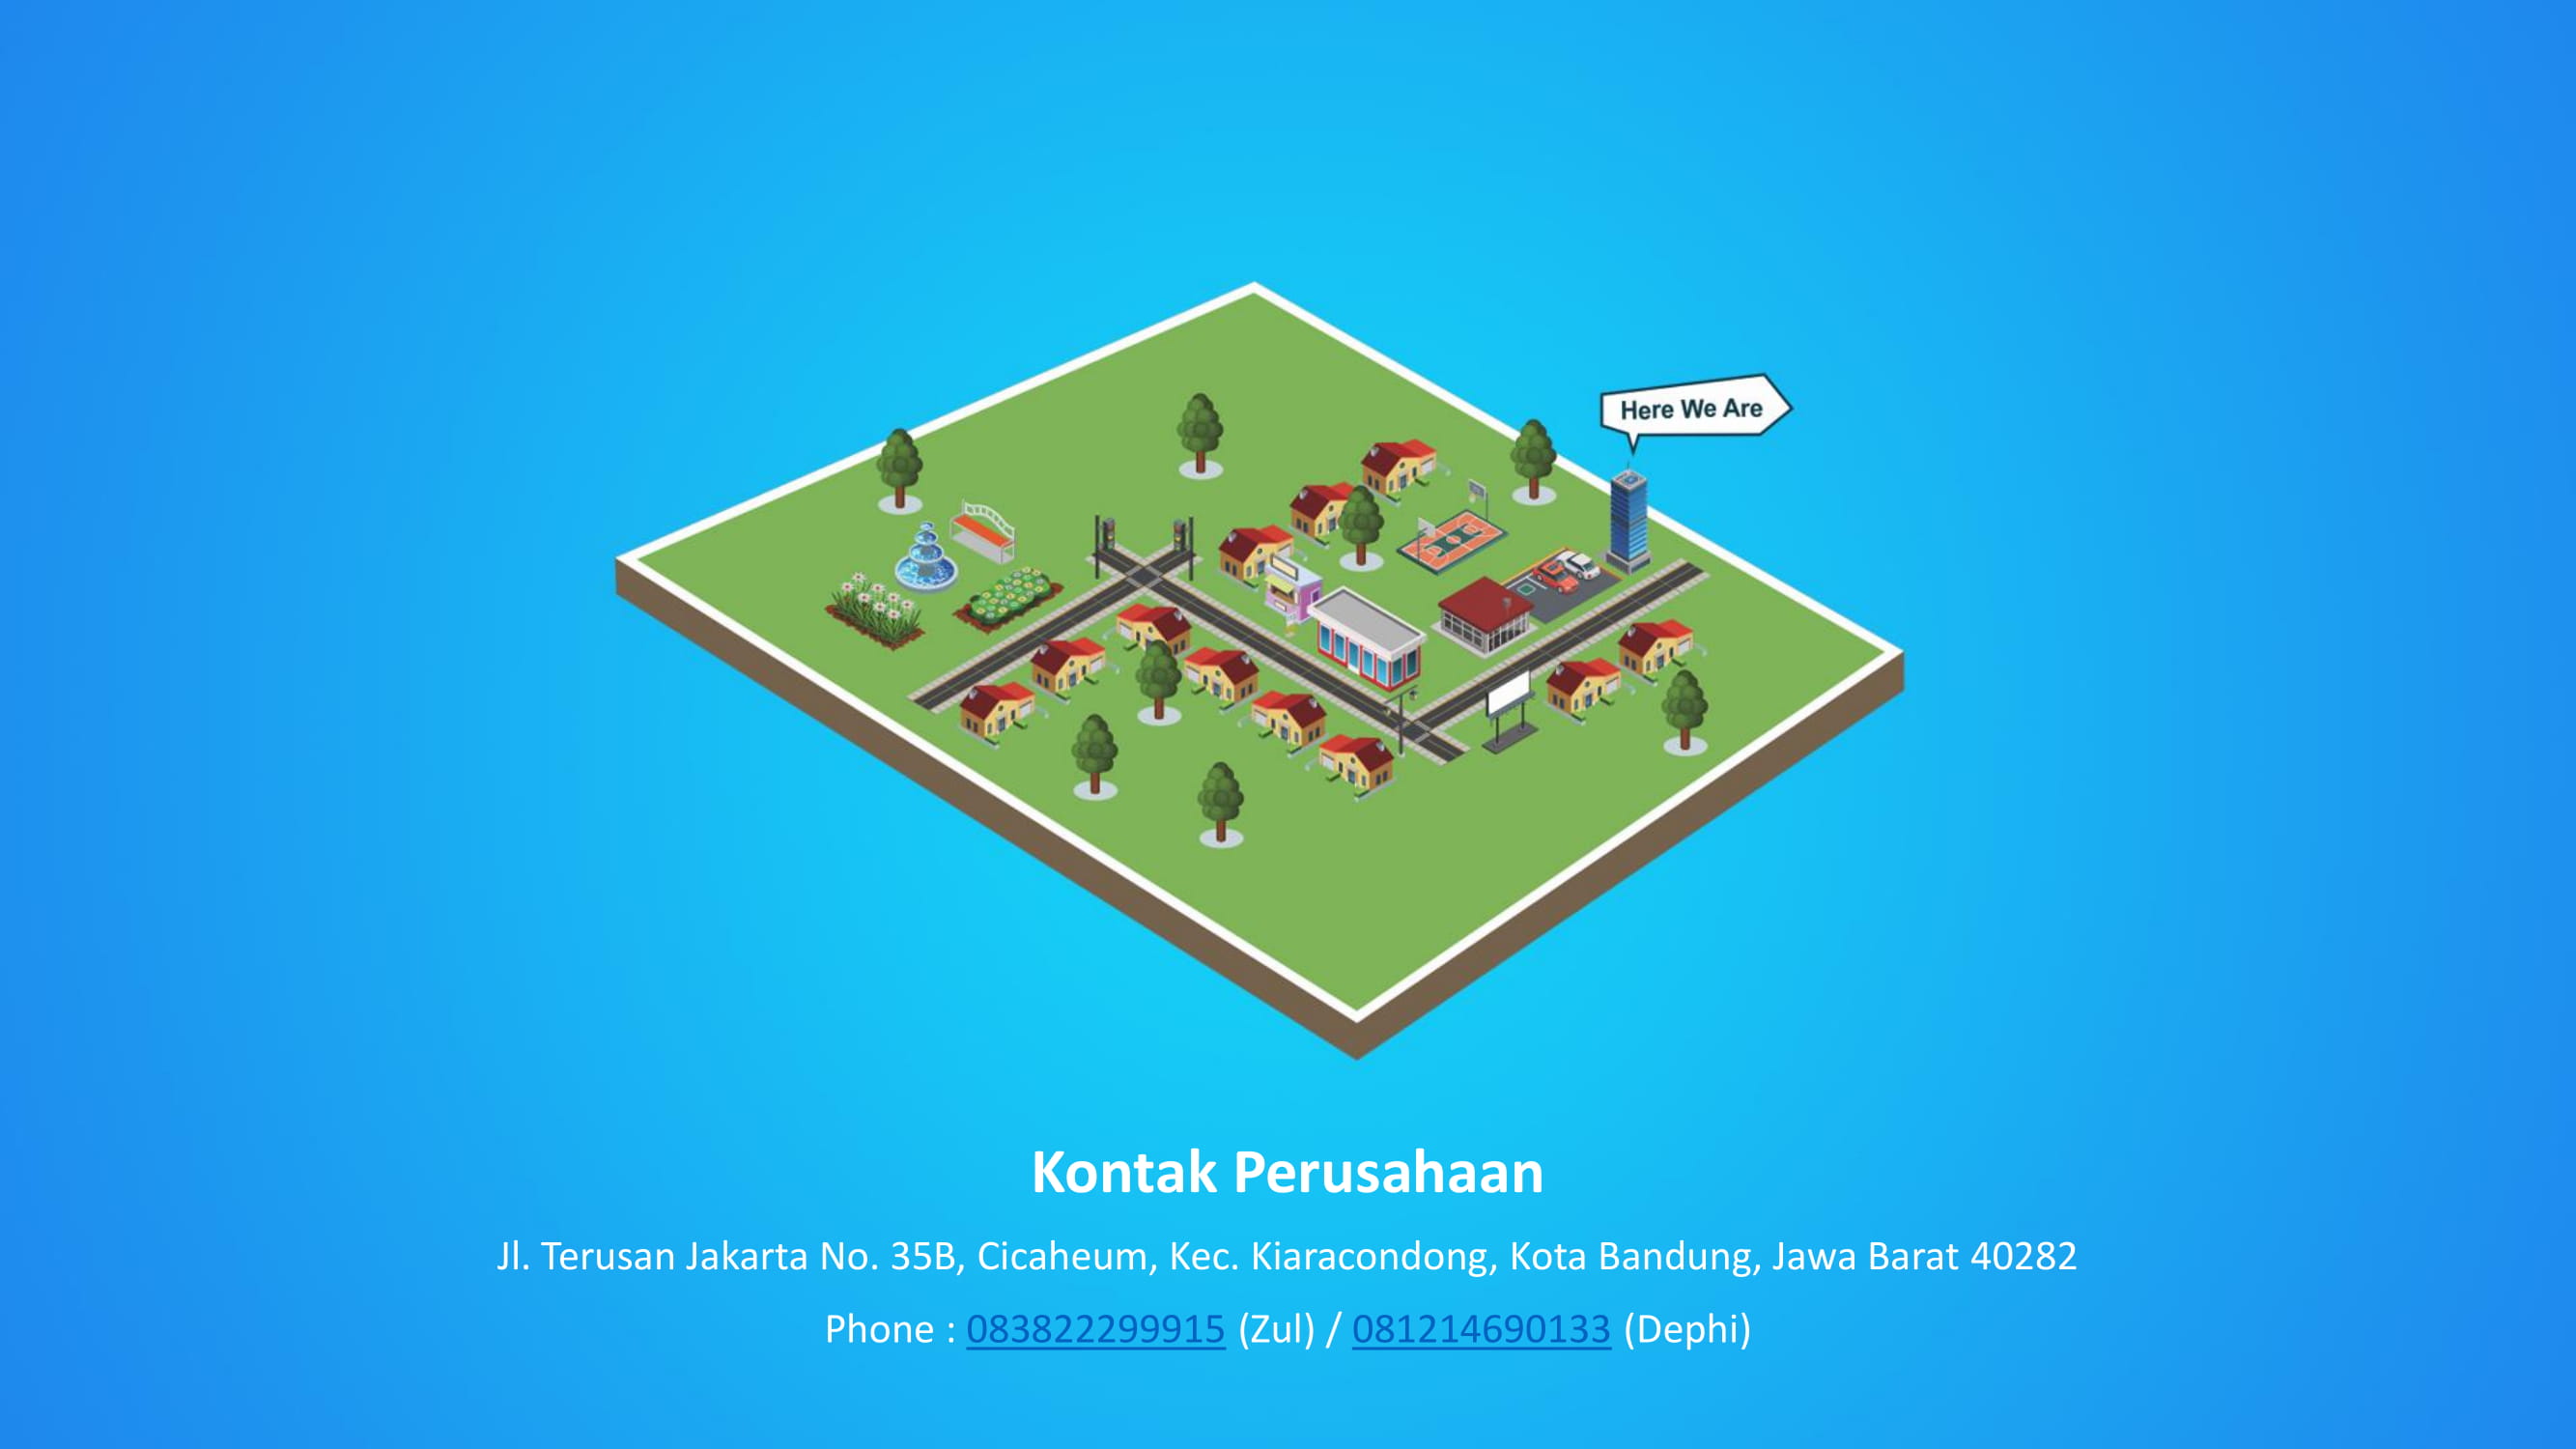 Here We Are
Kontak Perusahaan
Jl. Terusan Jakarta No. 35B, Cicaheum, Kec. Kiaracondong, Kota Bandung, Jawa Barat 40282
Phone : 083822299915 (Zul) / 081214690133 (Dephi)